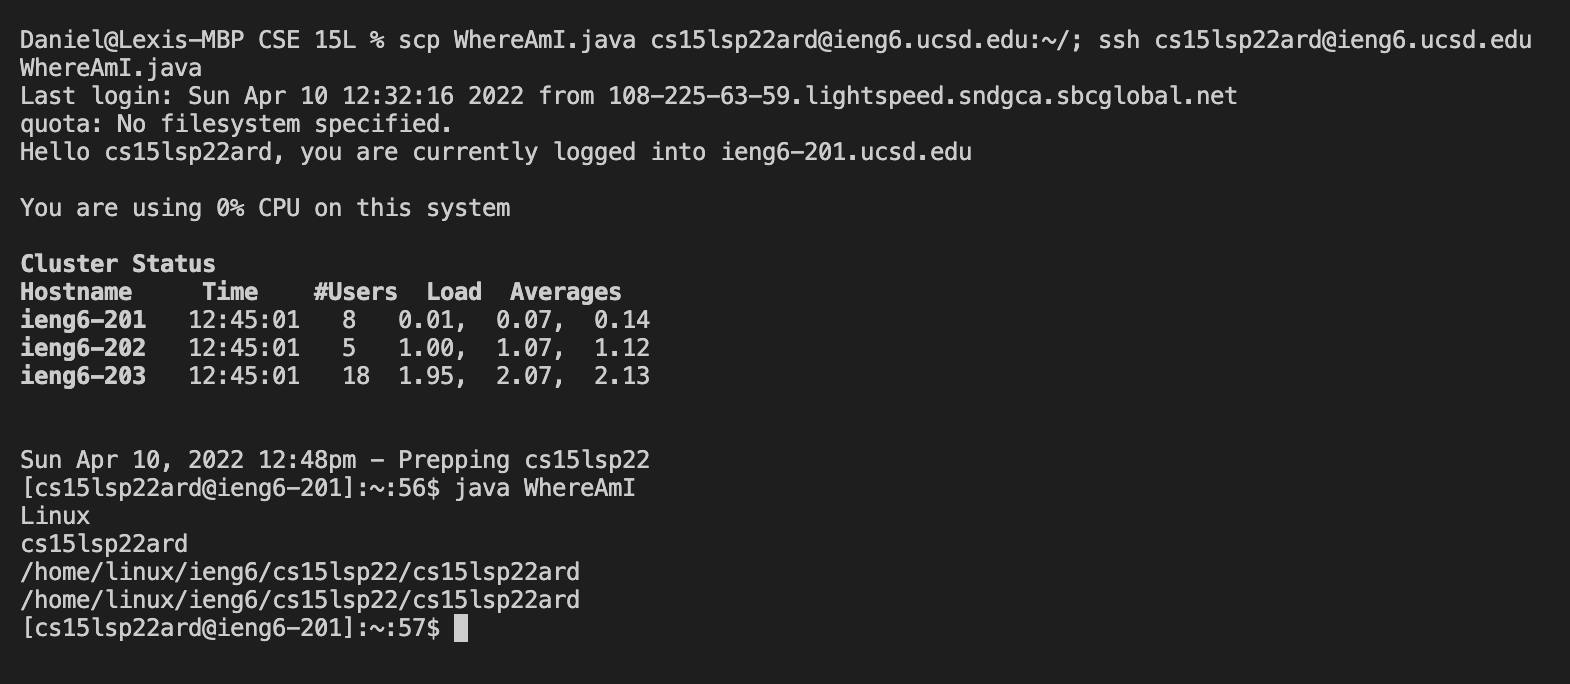 Daniel@Lexis-MBP CSE 15L % scp WhereAmI.java cs15lsp22ard@ieng6.ucsd.edu:~/; ssh cs15lsp22ard@ieng6.ucsd.edu
WhereAmI.java
Last login: Sun Apr 10 12:32:16 2022 from 108-225-63-59.lightspeed.sndgca.sbcglobal.net
quota: No filesystem specified.
Hello cs15lsp22ard, you are currently logged into ieng6-201.ucsd.edu
You are using 0% CPU on this system
Cluster Status
Hostname     Time    #Users  Load  Averages
ieng6-201   12:45:01   8   0.01,  0.07,  0.14
ieng6-202   12:45:01   5   1.00,  1.07,  1.12
ieng6-203   12:45:01   18  1.95,  2.07,  2.13
Sun Apr 10, 2022 12:48pm - Prepping cs15lsp22
[cs15lsp22ard@ieng6-201]:~:56$ java WhereAmI
Linux
cs15lsp22ard
/home/linux/ieng6/cs15lsp22/cs15lsp22ard
/home/linux/ieng6/cs15lsp22/cs15lsp22ard
[cs15lsp22ard@ieng6-201]:~:57$